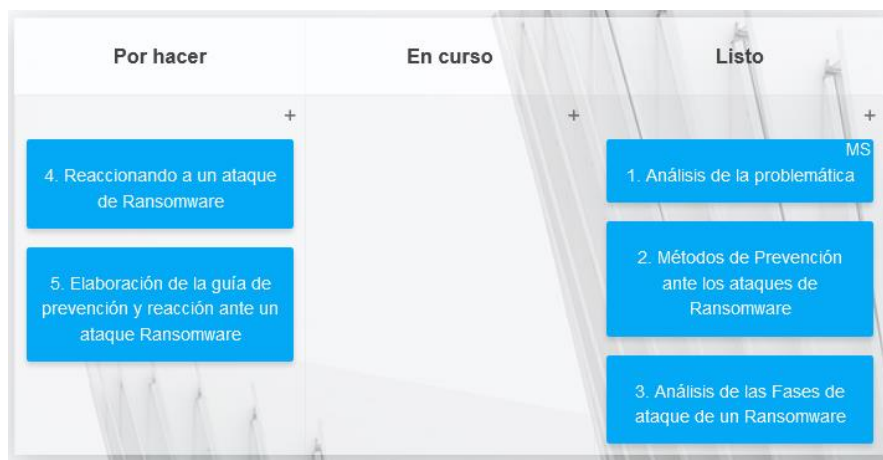 Por hacer
En curso
Listo
+
+
+
4. Reaccionando a un ataque
de Ransomware
5. Elaboración de la guía de
prevención y reacción ante un
ataque Ransomware
MS
1. Análisis de la problemática
2. Métodos de Prevención
ante los ataques de
Ransomware
3. Análisis de las Fases de
ataque de un Ransomware